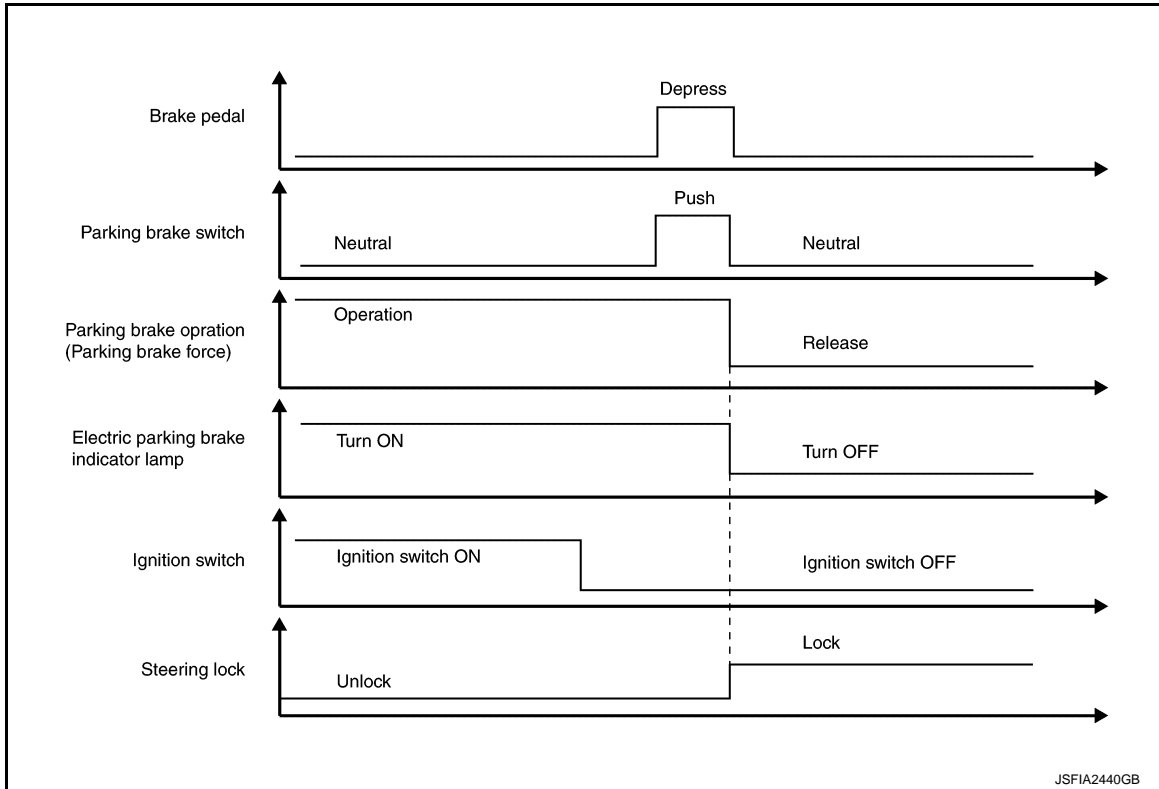 Depress
Brake pedal
Push
Parking brake switch
Neutral
Neutral
Operation
Parking brake opration
(Parking brake force)
Release
Electric parking brake
indicator lamp
Turn ON
Turn OFF
Ignition switch
Ignition switch ON
Ignition switch OFF
Lock
Steering lock
Unlock
JSFIA2440GB